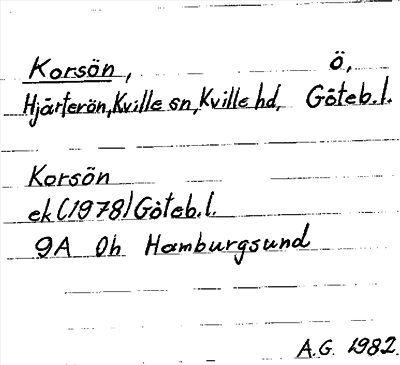 Korsön, ö,
Hjärterön, Kville sn, Kville hd, Göteb.l.
Korsön
ek (1978) Göteb.l.
9A 0h Hamburgsund
A.G. 1982.